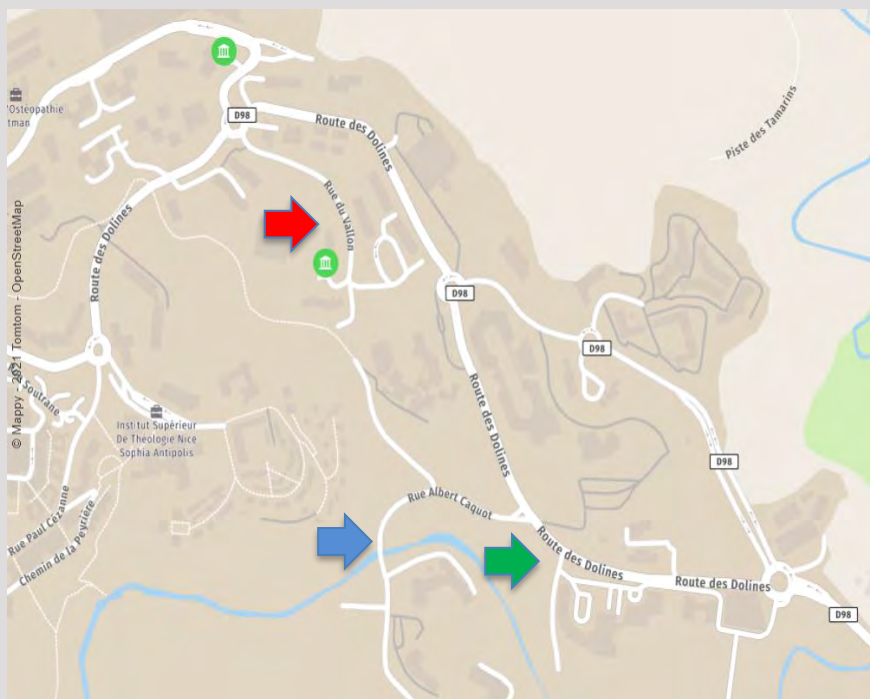 D98
Route des Dolines
Piste des Tamarins
'Ostéopathie
tman
Rue du Vallon
Route des Dolines
© Mappy - 2021 Tomtom - OpenStreetMap
D98
D98
Soutrane
Institut Supérieur
De Théologie Nice
Sophia Antipolis
Route des Dolines
D98
Rue Albert Caquot
Rue Paul Cézanne
Chemin de la Peyrière
Route des Dolines
Route des Dolines
D98